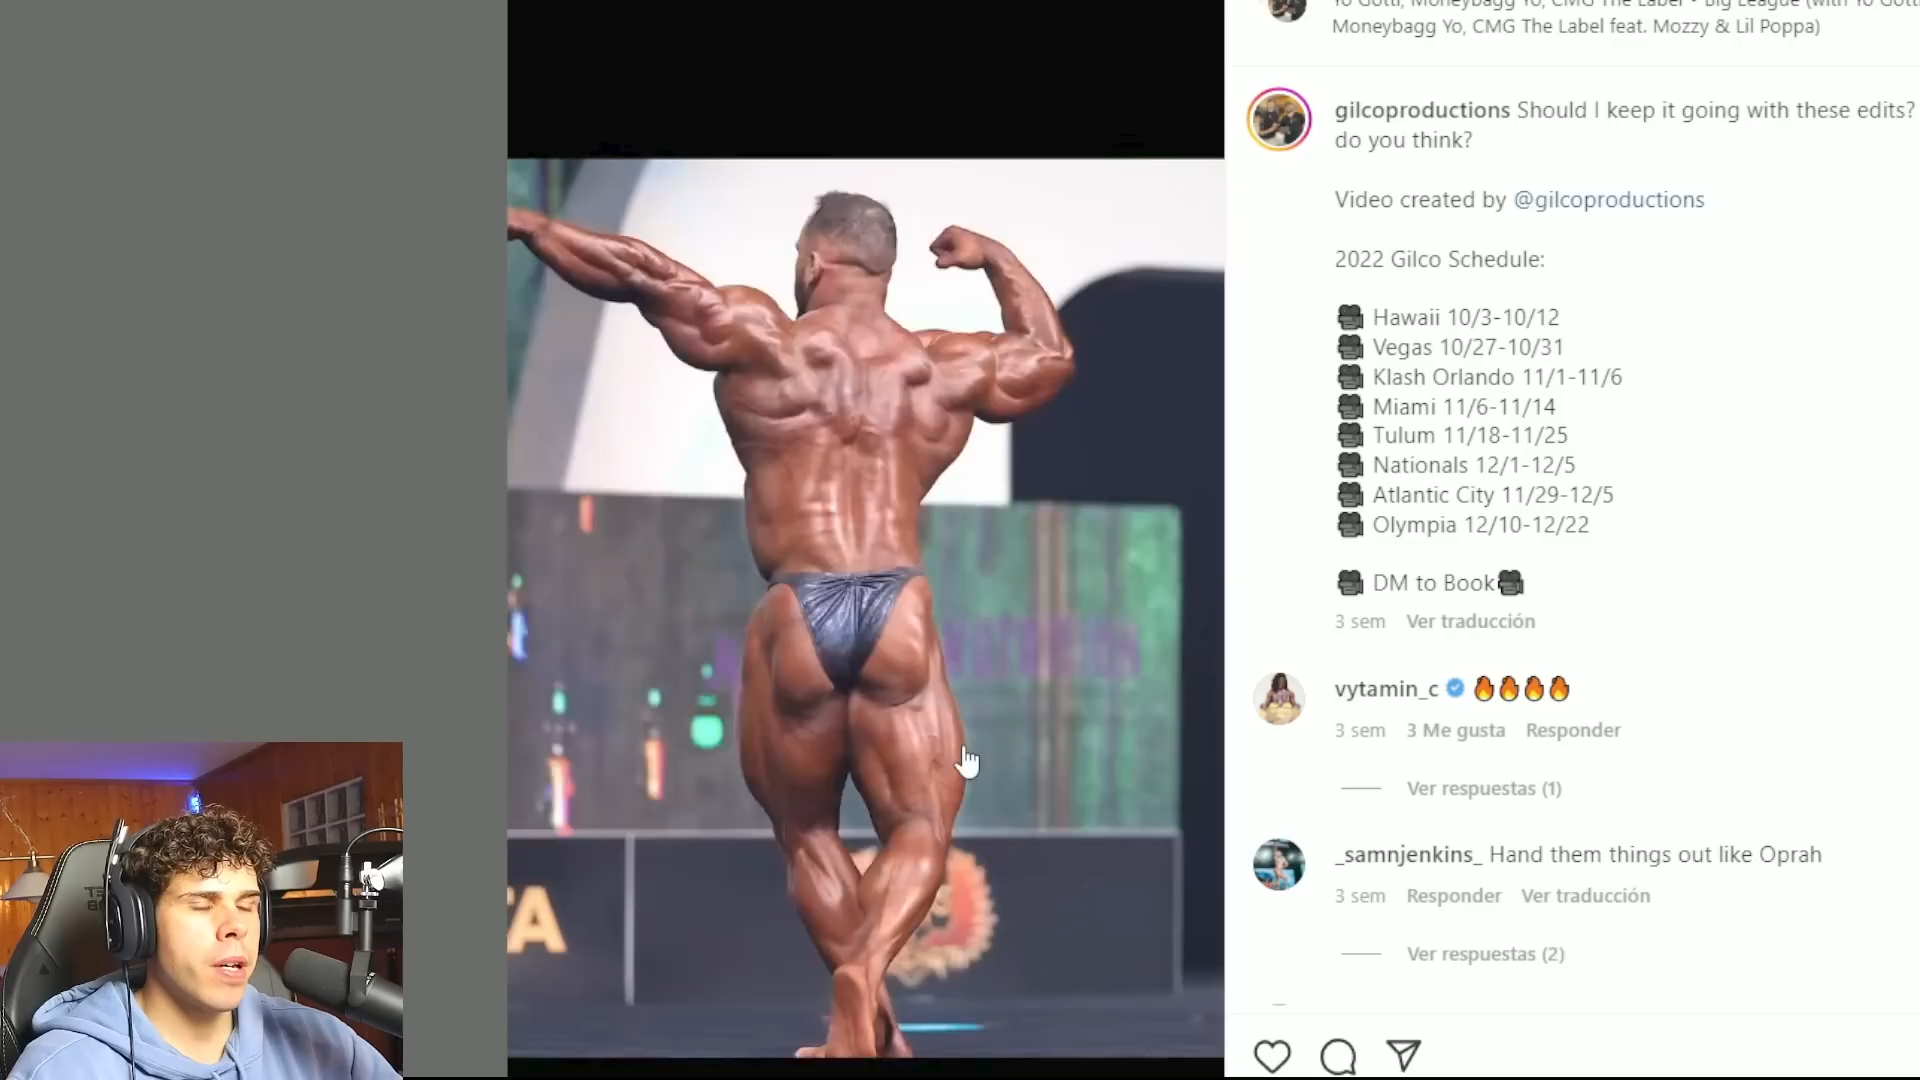 Moneybagg Yo, CMG The Label feat. Mozzy & Lil Poppa)
gilcoproductions Should I keep it going with these edits?
do you think?
Video created by @gilcoproductions
2022 Gilco Schedule:
🎥 Hawaii 10/3-10/12
🎥 Vegas 10/27-10/31
🎥 Klash Orlando 11/1-11/6
🎥 Miami 11/6-11/14
🎥 Tulum 11/18-11/25
🎥 Nationals 12/1-12/5
🎥 Atlantic City 11/29-12/5
🎥 Olympia 12/10-12/22
🎥 DM to Book🎥
3 sem Ver traducción
vytamin_c 🔥🔥🔥🔥
3 sem 3 Me gusta Responder
Ver respuestas (1)
_samnjenkins_ Hand them things out like Oprah
3 sem Responder Ver traducción
Ver respuestas (2)
TA